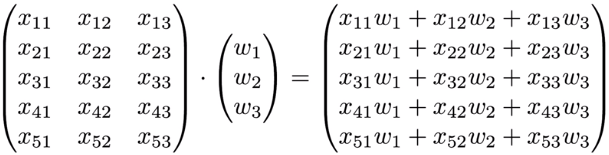 x₁₁ x₁₂ x₁₃ w₁ x₁₁w₁ + x₁₂w₂ + x₁₃w₃
x₂₁ x₂₂ x₂₃ w₂ x₂₁w₁ + x₂₂w₂ + x₂₃w₃
x₃₁ x₃₂ x₃₃ · w₃ = x₃₁w₁ + x₃₂w₂ + x₃₃w₃
x₄₁ x₄₂ x₄₃ x₄₁w₁ + x₄₂w₂ + x₄₃w₃
x₅₁ x₅₂ x₅₃ x₅₁w₁ + x₅₂w₂ + x₅₃w₃